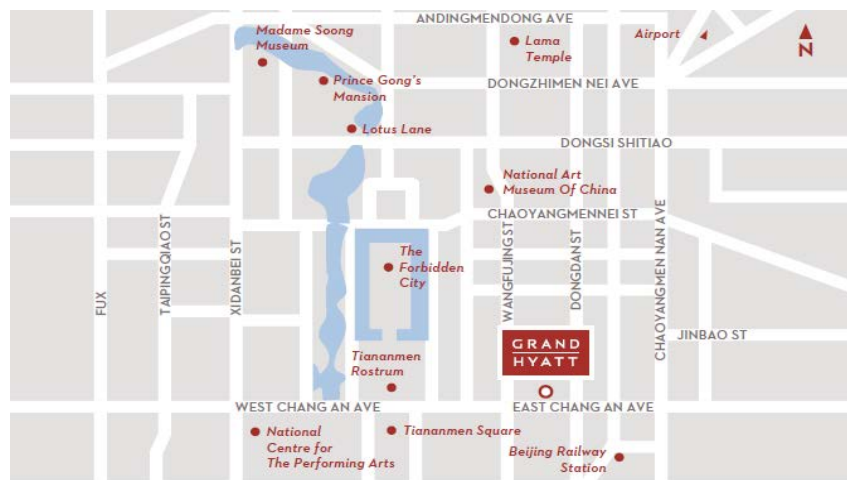 ANDINGMENDONG AVE
Madame Soong
Museum
Lama
Temple
Airport
N
Prince Gong's
Mansion
DONGZHIMEN NEI AVE
Lotus Lane
DONGSI SHITIAO
National Art
Museum Of China
CHAOYANGMENNEI ST
FUX
TAIPINGQIAO ST
XIDANBEI ST
The
Forbidden
City
WANGFUJING ST
DONGDAN ST
CHAOYANGMEN NAN AVE
JINBAO ST
GRAND
HYATT
Tiananmen
Rostrum
WEST CHANG AN AVE
EAST CHANG AN AVE
National
Centre for
The Performing Arts
Tiananmen Square
Beijing Railway
Station